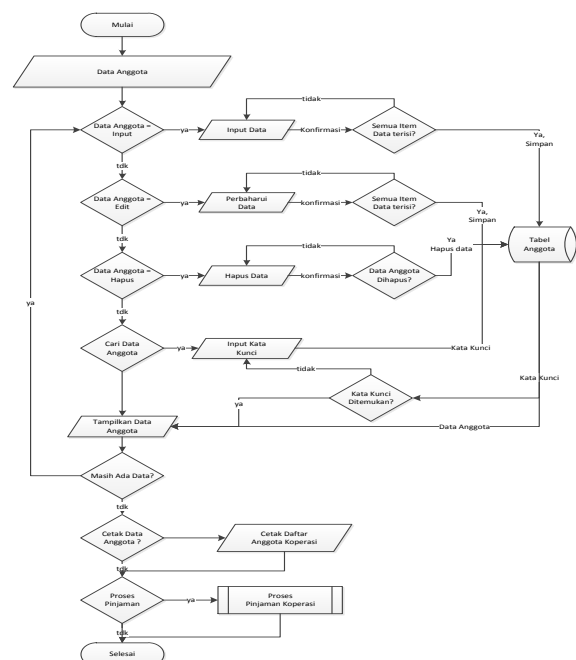 Mulai
Data Anggota
tidak
Data Anggota =
Input
ya
Input Data
Konfirmasi
Semua Item
Data terisi?
Ya,
Simpan
tdk
tidak
Data Anggota =
Edit
ya
Perbaharui
Data
konfirmasi
Semua Item
Data terisi?
Ya,
Simpan
tdk
tidak
Ya
Hapus data
Tabel
Anggota
Data Anggota =
Hapus
ya
Hapus Data
konfirmasi
Data Anggota
Dihapus?
ya
tdk
Cari Data
Anggota
ya
Input Kata
Kunci
Kata Kunci
tidak
Kata Kunci
Kata Kunci
Ditemukan?
ya
Tampilkan Data
Anggota
Data Anggota
Masih Ada Data?
tdk
Cetak Data
Anggota ?
Cetak Daftar
Anggota Koperasi
tdk
Proses
Pinjaman
ya
Proses
Pinjaman Koperasi
tdk
Selesai